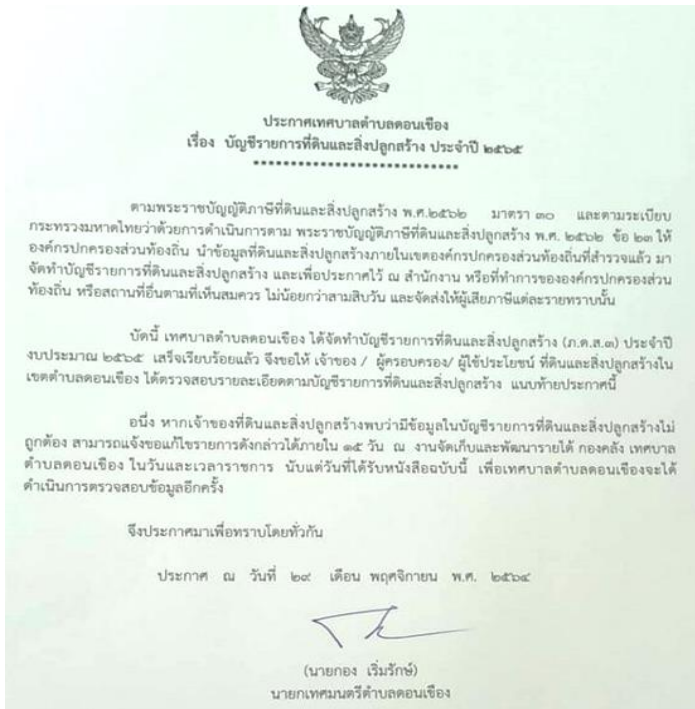 ประกาศเทศบาลตำบลดอนเชือง
เรื่อง บัญชีรายการที่ดินและสิ่งปลูกสร้าง ประจำปี ๒๕๖๕
****************************
ตามพระราชบัญญัติภาษีที่ดินและสิ่งปลูกสร้าง พ.ศ.๒๕๖๒ มาตรา ๓๐ และตามระเบียบ
กระทรวงมหาดไทยว่าด้วยการดำเนินการตาม พระราชบัญญัติภาษีที่ดินและสิ่งปลูกสร้าง พ.ศ. ๒๕๖๒ ข้อ ๒๓ ให้
องค์กรปกครองส่วนท้องถิ่น นำข้อมูลที่ดินและสิ่งปลูกสร้างภายในเขตองค์กรปกครองส่วนท้องถิ่นที่สำรวจแล้ว มา
จัดทำบัญชีรายการที่ดินและสิ่งปลูกสร้าง และเพื่อประกาศไว้ ณ สำนักงาน หรือที่ทำการขององค์กรปกครองส่วน
ท้องถิ่น หรือสถานที่อื่นตามที่เห็นสมควร ไม่น้อยกว่าสามสิบวัน และจัดส่งให้ผู้เสียภาษีแต่ละรายทราบนั้น
บัดนี้ เทศบาลตำบลดอนเชือง ได้จัดทำบัญชีรายการที่ดินและสิ่งปลูกสร้าง (ภ.ด.ส.๓) ประจำปี
งบประมาณ ๒๕๖๕ เสร็จเรียบร้อยแล้ว จึงขอให้ เจ้าของ / ผู้ครอบครอง/ ผู้ใช้ประโยชน์ ที่ดินและสิ่งปลูกสร้างใน
เขตตำบลดอนเชือง ได้ตรวจสอบรายละเอียดตามบัญชีรายการที่ดินและสิ่งปลูกสร้าง แนบท้ายประกาศนี้
อนึ่ง หากเจ้าของที่ดินและสิ่งปลูกสร้างพบว่ามีข้อมูลในบัญชีรายการที่ดินและสิ่งปลูกสร้างไม่
ถูกต้อง สามารถแจ้งขอแก้ไขรายการดังกล่าวได้ภายใน ๑๕ วัน ณ งานจัดเก็บและพัฒนารายได้ กองคลัง เทศบาล
ตำบลดอนเชือง ในวันและเวลาราชการ นับแต่วันที่ได้รับหนังสือฉบับนี้ เพื่อเทศบาลตำบลดอนเชืองจะได้
ดำเนินการตรวจสอบข้อมูลอีกครั้ง
จึงประกาศมาเพื่อทราบโดยทั่วกัน
ประกาศ ณ วันที่ ๒๙ เดือน พฤศจิกายน พ.ศ. ๒๕๖๔
(นายกอง เริ่มรักษ์)
นายกเทศมนตรีตำบลดอนเชือง